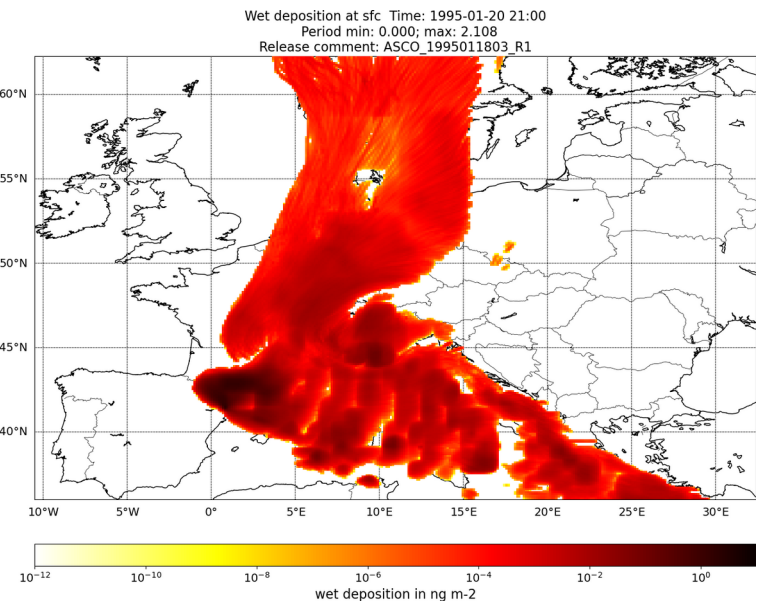 Wet deposition at sfc  Time: 1995-01-20 21:00
Period min: 0.000; max: 2.108
Release comment: ASCO_1995011803_R1
60°N
55°N
50°N
45°N
40°N
10°W 5°W 0° 5°E 10°E 15°E 20°E 25°E 30°E
10⁻¹² 10⁻¹⁰ 10⁻⁸ 10⁻⁶ 10⁻⁴ 10⁻² 10⁰
wet deposition in ng m-2